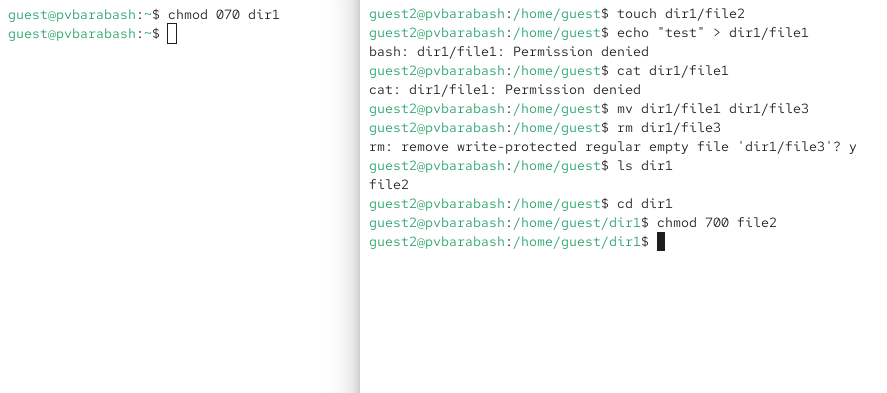 guest@pvbarabash:~$ chmod 070 dir1
guest@pvbarabash:~$
guest2@pvbarabash:/home/guest$ touch dir1/file2
guest2@pvbarabash:/home/guest$ echo "test" > dir1/file1
bash: dir1/file1: Permission denied
guest2@pvbarabash:/home/guest$ cat dir1/file1
cat: dir1/file1: Permission denied
guest2@pvbarabash:/home/guest$ mv dir1/file1 dir1/file3
guest2@pvbarabash:/home/guest$ rm dir1/file3
rm: remove write-protected regular empty file 'dir1/file3'? y
guest2@pvbarabash:/home/guest$ ls dir1
file2
guest2@pvbarabash:/home/guest$ cd dir1
guest2@pvbarabash:/home/guest/dir1$ chmod 700 file2
guest2@pvbarabash:/home/guest/dir1$